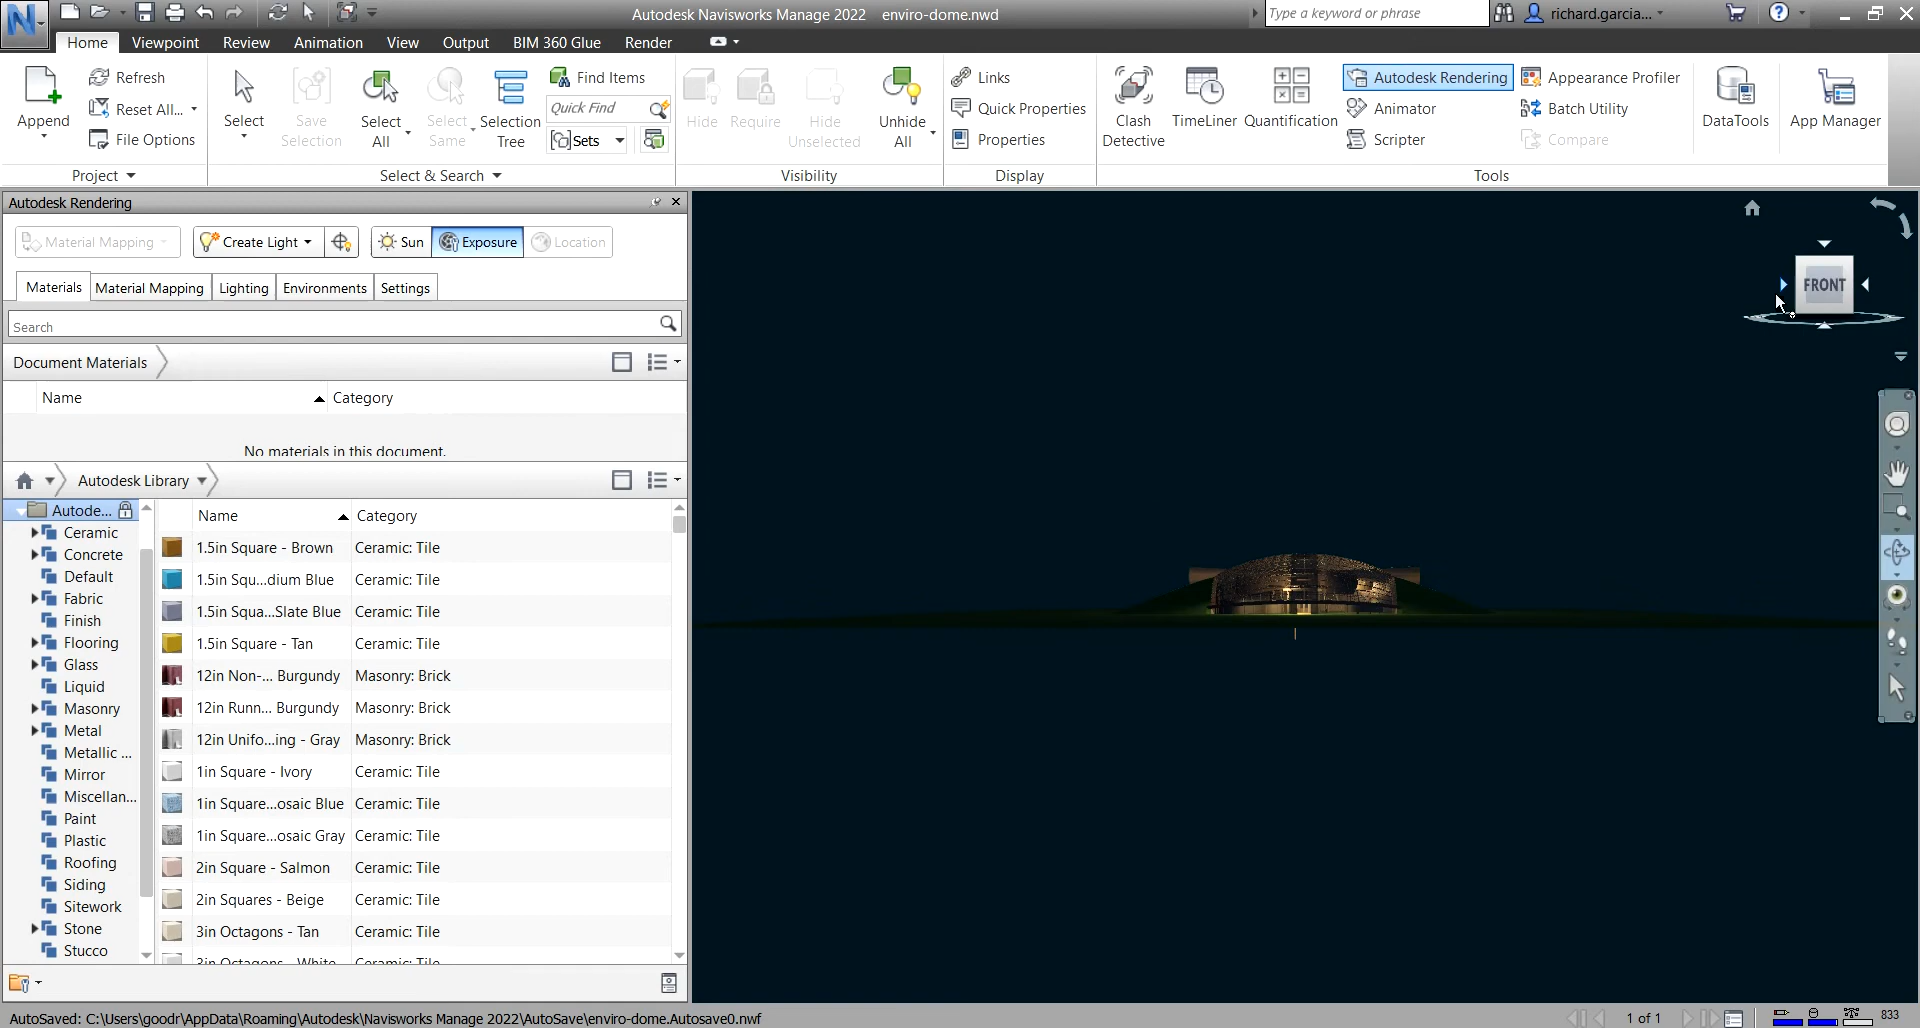 Autodesk Navisworks Manage 2022 enviro-dome.nwd
Type a keyword or phrase
richard.garcia...
Home Viewpoint Review Animation View Output BIM 360 Glue Render
Append
Refresh
Reset All...
File Options
Project
Select
Save
Selection
Select
All
Select
Same
Selection
Tree
Find Items
Quick Find
Sets
Select & Search
Hide
Require
Hide
Unselected
Unhide
All
Visibility
Links
Quick Properties
Properties
Display
Clash
Detective
TimeLiner
Quantification
Autodesk Rendering
Animator
Scripter
Appearance Profiler
Batch Utility
Compare
DataTools
App Manager
Tools
Autodesk Rendering
Material Mapping Create Light Sun Exposure Location
Materials Material Mapping Lighting Environments Settings
Search
Document Materials
Name Category
No materials in this document.
Autodesk Library
Autode...
Ceramic
Concrete
Default
Fabric
Finish
Flooring
Glass
Liquid
Masonry
Metal
Metallic ...
Mirror
Miscellan...
Paint
Plastic
Roofing
Siding
Sitework
Stone
Stucco
Name Category
1.5in Square - Brown Ceramic: Tile
1.5in Squ...dium Blue Ceramic: Tile
1.5in Squa...Slate Blue Ceramic: Tile
1.5in Square - Tan Ceramic: Tile
12in Non-... Burgundy Masonry: Brick
12in Runn... Burgundy Masonry: Brick
12in Unifo...ing - Gray Masonry: Brick
1in Square - Ivory Ceramic: Tile
1in Square...osaic Blue Ceramic: Tile
1in Square...osaic Gray Ceramic: Tile
2in Square - Salmon Ceramic: Tile
2in Squares - Beige Ceramic: Tile
3in Octagons - Tan Ceramic: Tile
3in Octagons - White Ceramic: Tile
FRONT
AutoSaved: C:\Users\goodr\AppData\Roaming\Autodesk\Navisworks Manage 2022\AutoSave\enviro-dome.Autosave0.nwf
1 of 1
833